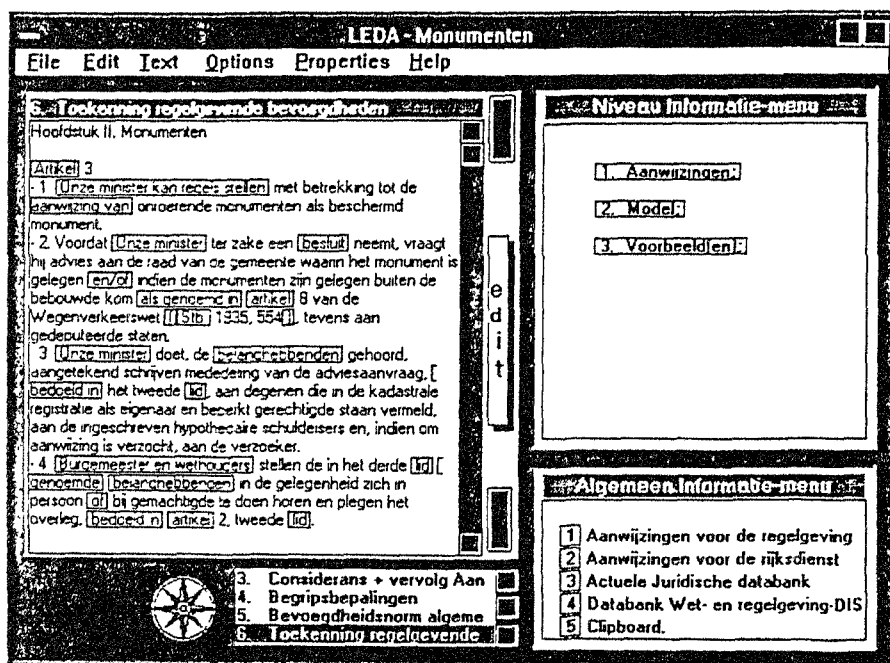 LEDA - Monumenten
File Edit Text Options Properties Help
6. Toekenning regelgevende bevoegdheden
Hoofdstuk II. Monumenten
Artikel 3
- 1 Onze minister kan regels stellen met betrekking tot de
aanwijzing van onroerende monumenten als beschermd
monument.
- 2. Voordat Onze minister ter zake een besluit neemt, vraagt
hij advies aan de raad van de gemeente waarin het monument is
gelegen en/of indien de monumenten zijn gelegen buiten de
bebouwde kom als genoemd in artikel 8 van de
Wegenverkeerswet [(Stb.) 1935, 554], tevens aan
gedeputeerde staten.
3 Onze minister doet, de belanghebbenden gehoord,
aangetekend schrijven mededeling van de adviesaanvraag, [
bedoeld in het tweede lid, aan degenen die in de kadastrale
registratie als eigenaar en beperkt gerechtigde staan vermeld,
aan de ingeschreven hypothecaire schuldeisers en, indien om
aanwijzing is verzocht, aan de verzoeker.
- 4 Burgemeester en wethouders stellen de in het derde lid [
genoemde belanghebbenden in de gelegenheid zich in
persoon of bij gemachtigde te doen horen en plegen het
overleg, bedoeld in artikel 2, tweede lid.
edit
Niveau Informatie-menu
1. Aanwijzingen:
2. Model:
3. Voorbeeld(en):
3. Considerans + vervolg Aan
4. Begripsbepalingen
5. Bevoegdheidsnorm algeme
6. Toekenning regelgevende
Algemeen Informatie-menu
1 Aanwijzingen voor de regelgeving
2 Aanwijzingen voor de rijksdienst
3 Actuele Juridische databank
4 Databank Wet- en regelgeving-DIS
5 Clipboard.